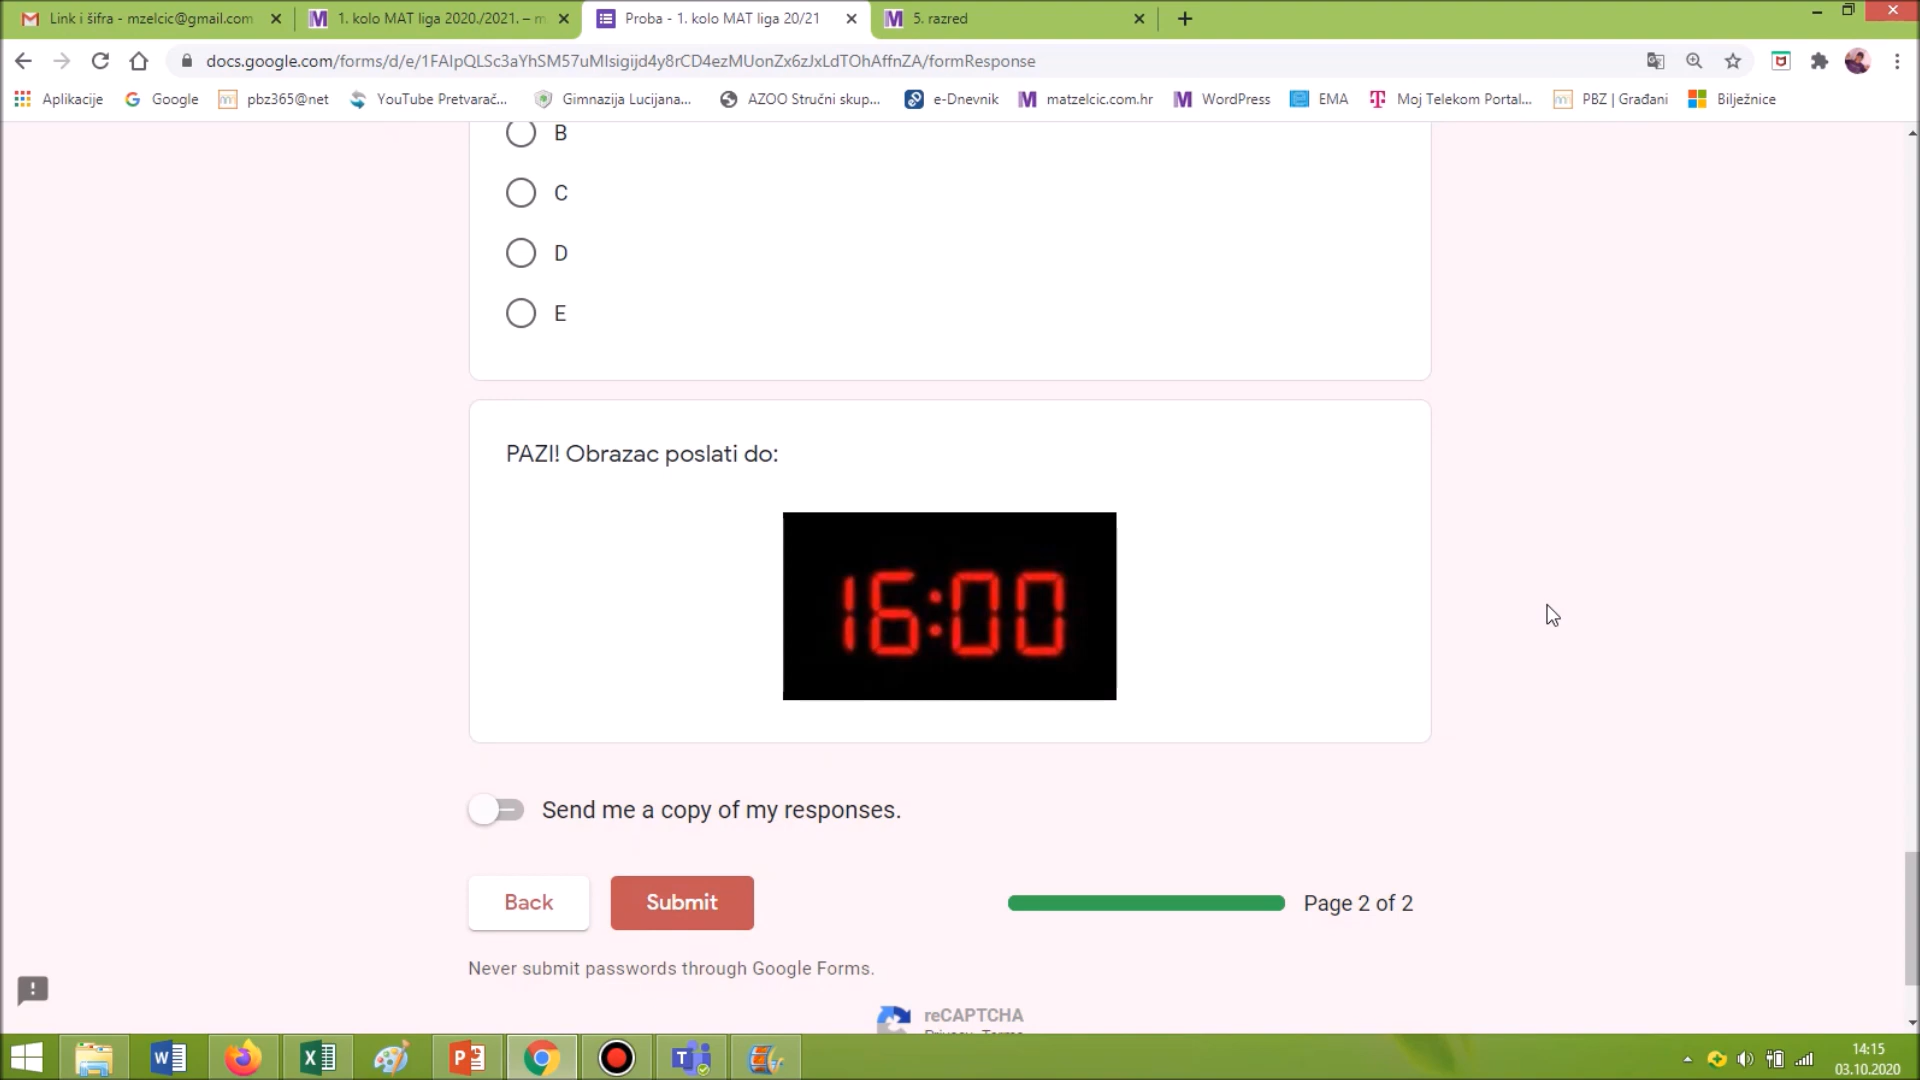 Link i šifra - mzelcic@gmail.com
1. kolo MAT liga 2020./2021. – m
Proba - 1. kolo MAT liga 20/21
5. razred
docs.google.com/forms/d/e/1FAIpQLSc3aYhSM57uMIsigijd4y8rCD4ezMUonZx6zJxLdTOhAffnZA/formResponse
Aplikacije
Google
pbz365@net
YouTube Pretvarač...
Gimnazija Lucijana...
AZOO Stručni skup...
e-Dnevnik
matzelcic.com.hr
WordPress
EMA
Moj Telekom Portal...
PBZ | Građani
Bilježnice
B
C
D
E
PAZI! Obrazac poslati do:
16:00
Send me a copy of my responses.
Back
Submit
Page 2 of 2
Never submit passwords through Google Forms.
reCAPTCHA
14:15
03.10.2020